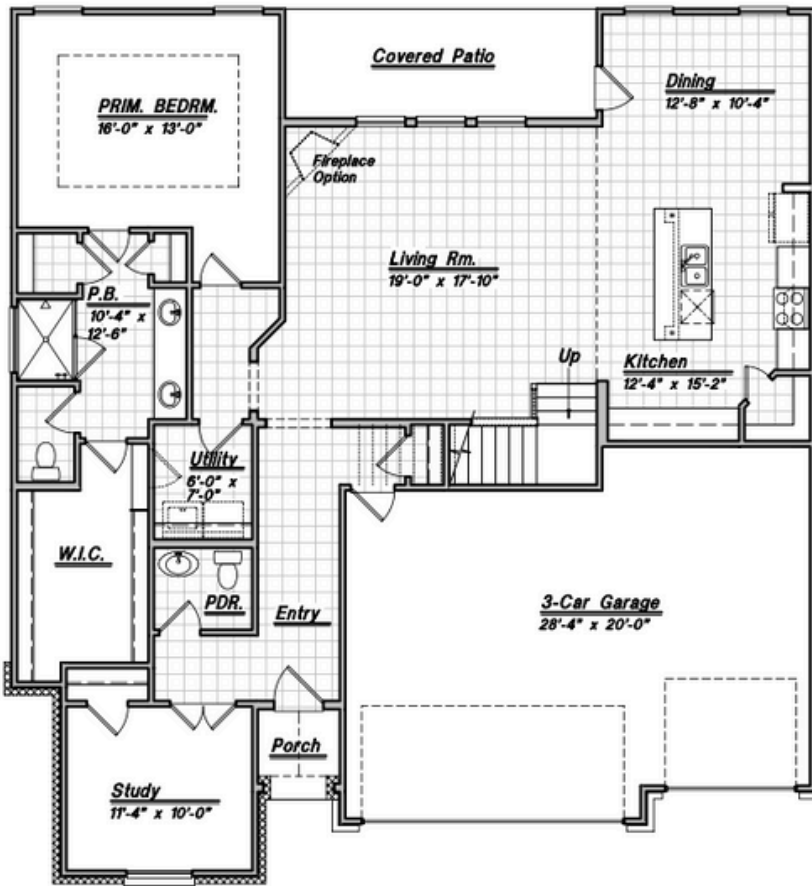 Covered Patio
Dining
12'-8" x 10'-4"
PRIM. BEDRM.
16'-0" x 13'-0"
Fireplace
Option
Living Rm.
19'-0" x 17'-10"
P.B.
10'-4" x
12'-6"
Up
Kitchen
12'-4" x 15'-2"
Utility
6'-0" x
7'-0"
W.I.C.
PDR.
Entry
3-Car Garage
28'-4" x 20'-0"
Porch
Study
11'-4" x 10'-0"